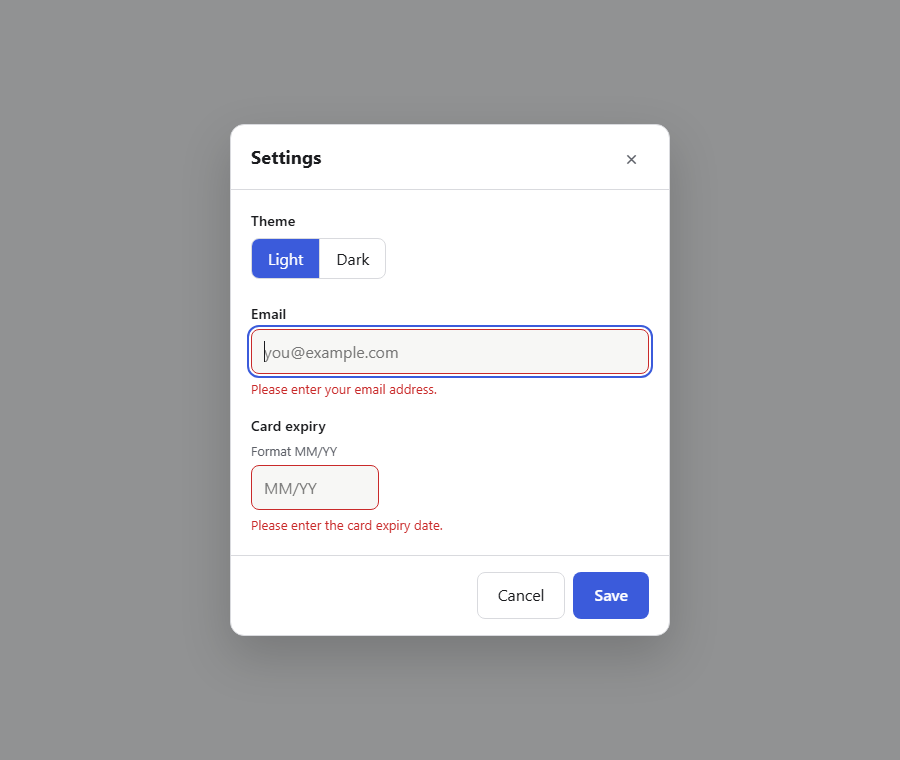 Settings
×
Theme
Light
Dark
Email
you@example.com
Please enter your email address.
Card expiry
Format MM/YY
MM/YY
Please enter the card expiry date.
Cancel
Save